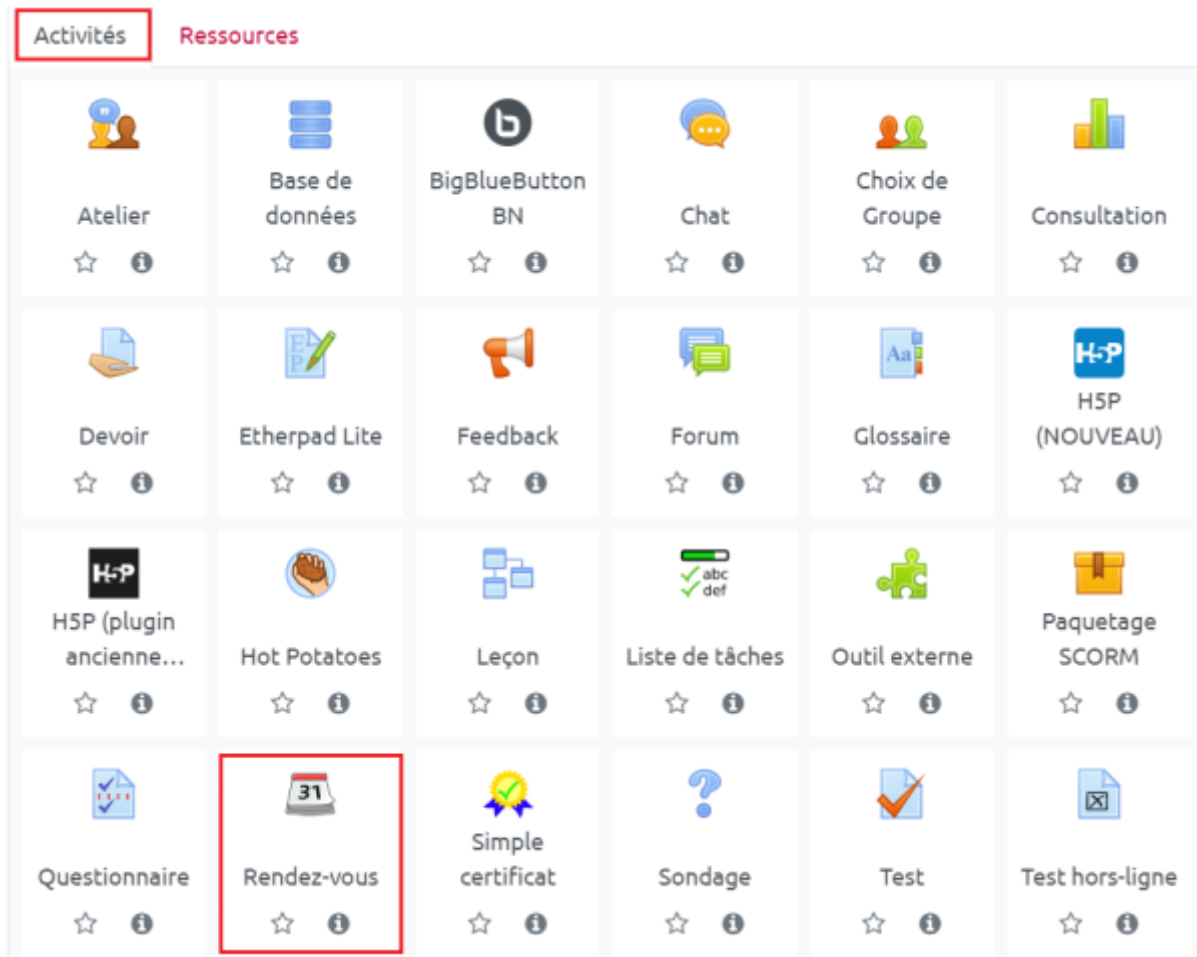 Activités Ressources
Base de BigBlueButton Choix de
Atelier données BN Chat Groupe Consultation
H5P
Devoir Etherpad Lite Feedback Forum Glossaire (NOUVEAU)
H5P (plugin Paquetage
ancienne... Hot Potatoes Leçon Liste de tâches Outil externe SCORM
Simple
Questionnaire Rendez-vous certificat Sondage Test Test hors-ligne
EP
Aa
H5P
H5P
abc
def
31